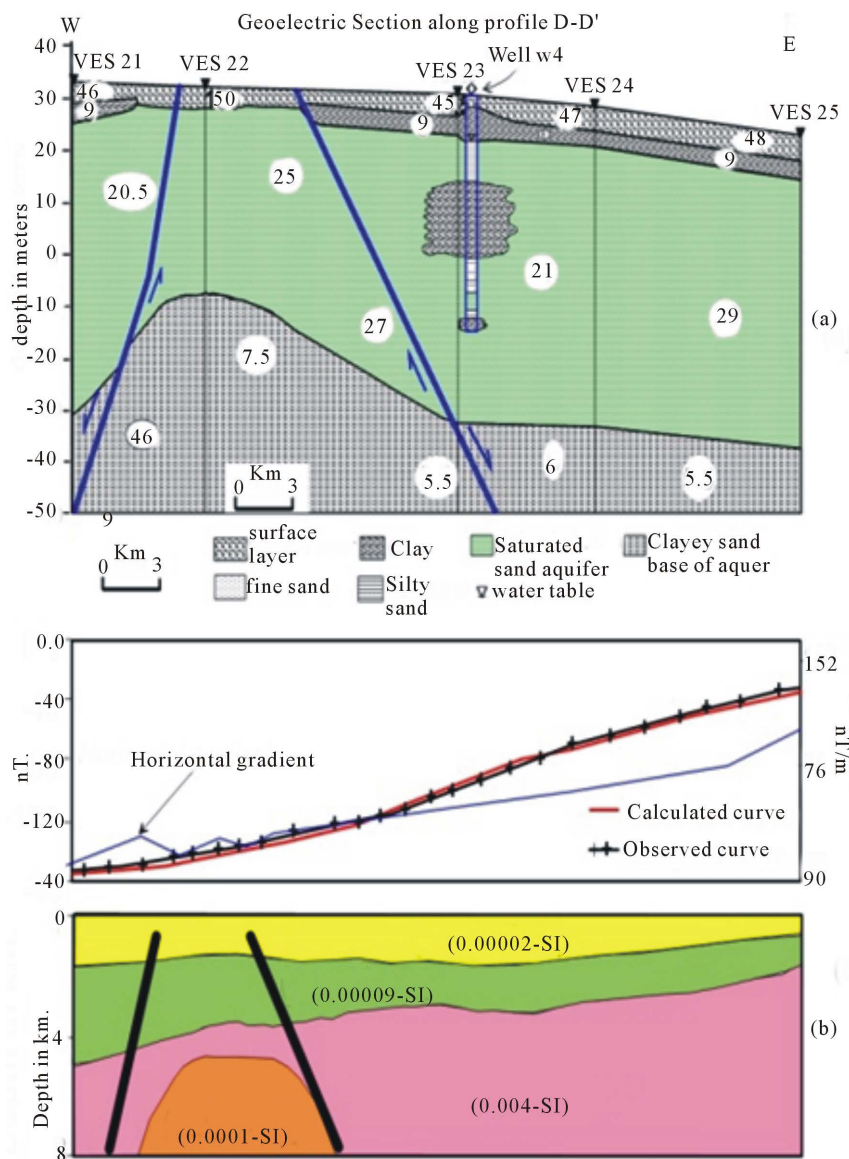 Geoelectric Section along profile D-D'
W
E
40
30
20
10
0
-10
-20
-30
-40
-50
depth in meters
VES 21
VES 22
VES 23
Well w4
VES 24
VES 25
46
9
50
45
9
47
48
9
20.5
25
21
27
29
7.5
46
5.5
6
5.5
Km
0 3
9
(a)
Km
0 3
surface layer
Clay
Saturated sand aquifer
Clayey sand base of aquer
fine sand
Silty sand
water table
0.0
-40
-80
-120
-40
nT.
152
76
90
nT/m
Horizontal gradient
Calculated curve
Observed curve
0
4
8
Depth in km.
(0.00002-SI)
(0.00009-SI)
(0.004-SI)
(0.0001-SI)
(b)